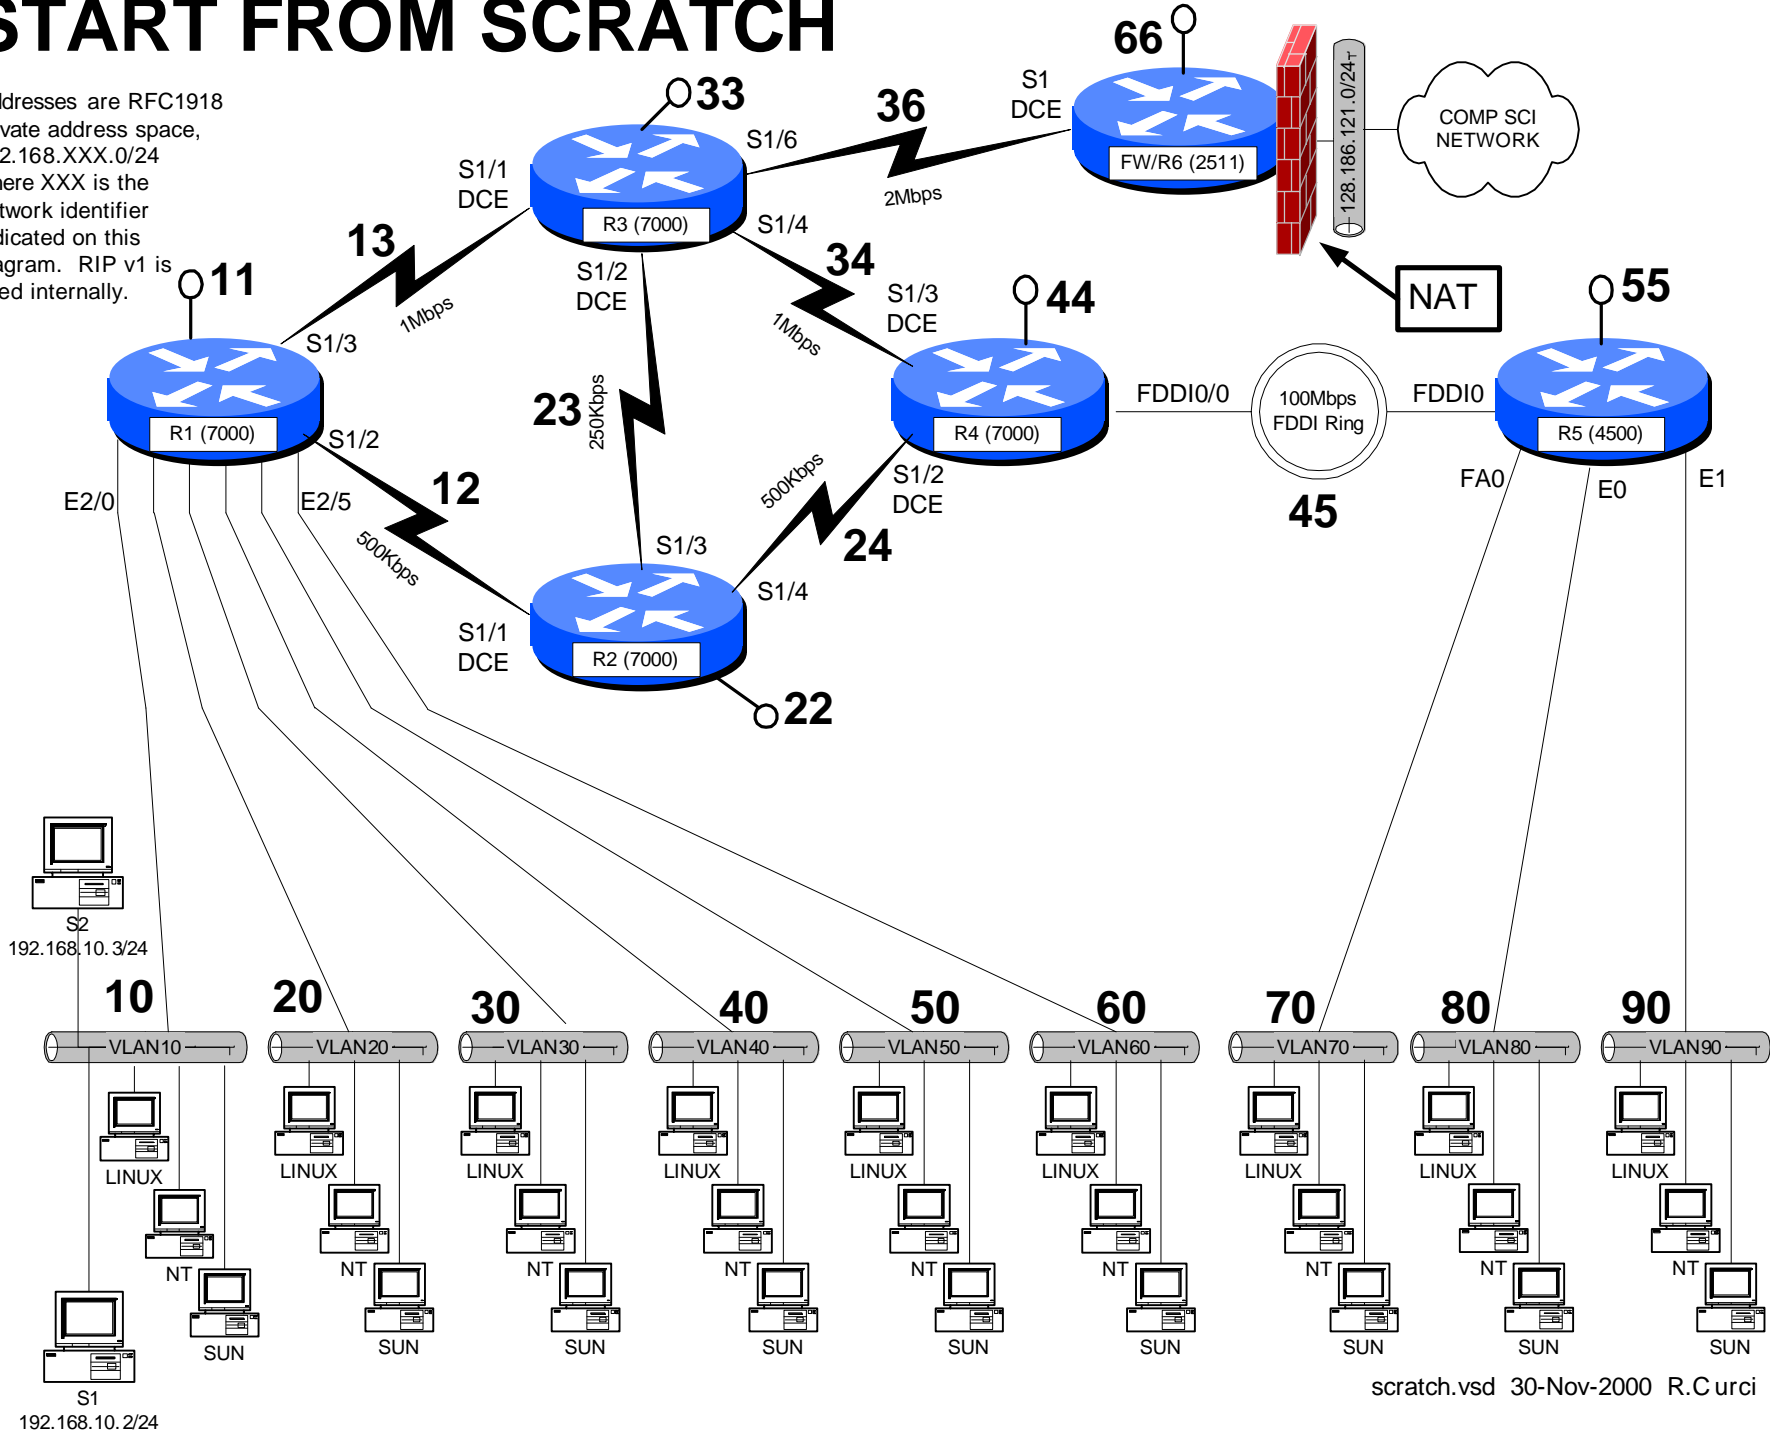 START FROM SCRATCH
ddresses are RFC1918
vate address space,
2.168.XXX.0/24
here XXX is the
twork identifier
dicated on this
agram. RIP v1 is
ed internally.
66
S1
DCE
FW/R6 (2511)
128.186.121.0/24
COMP SCI
NETWORK
NAT
33
S1/1
DCE
S1/6
R3 (7000)
S1/4
S1/2
DCE
36
2Mbps
13
1Mbps
34
1Mbps
11
S1/3
R1 (7000)
S1/2
E2/0
E2/5
23
250Kbps
12
500Kbps
S1/3
DCE
44
R4 (7000)
S1/2
DCE
500Kbps
24
FDDI0/0
100Mbps
FDDI Ring
45
FDDI0
55
R5 (4500)
FA0
E0
E1
S1/3
S1/4
S1/1
DCE
R2 (7000)
22
S2
192.168.10.3/24
10
20
30
40
50
60
70
80
90
VLAN10
VLAN20
VLAN30
VLAN40
VLAN50
VLAN60
VLAN70
VLAN80
VLAN90
LINUX
LINUX
LINUX
LINUX
LINUX
LINUX
LINUX
LINUX
LINUX
NT
NT
NT
NT
NT
NT
NT
NT
NT
SUN
SUN
SUN
SUN
SUN
SUN
SUN
SUN
SUN
S1
192.168.10.2/24
scratch.vsd 30-Nov-2000 R.Curci